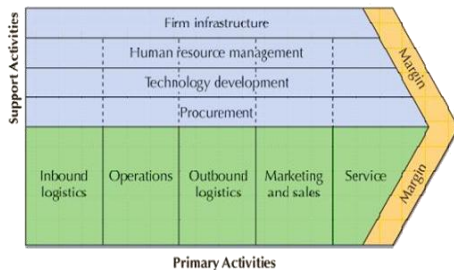 Support Activities
Firm infrastructure
Human resource management
Technology development
Procurement
Margin
Inbound
logistics
Operations
Outbound
logistics
Marketing
and sales
Service
Margin
Primary Activities